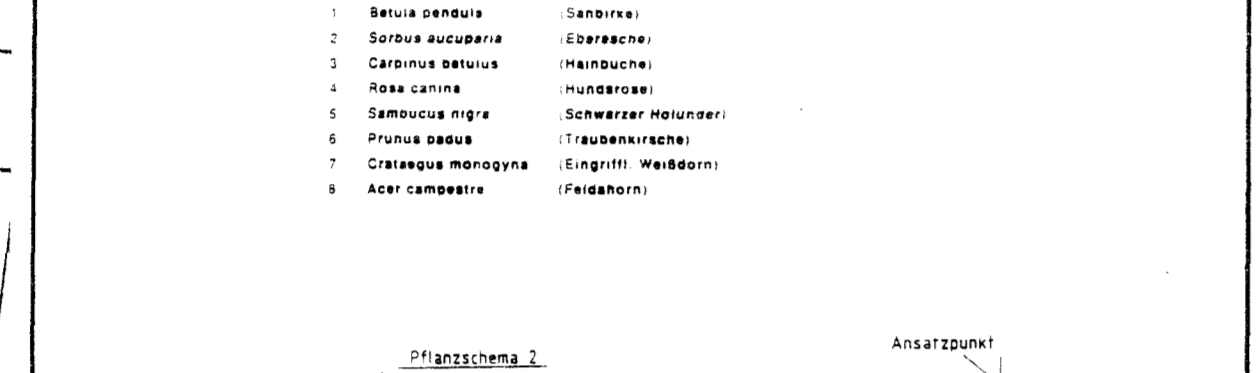 1 Betula pendula (Sanbirke)
2 Sorbus aucuparia (Eberesche)
3 Carpinus betulus (Hainbuche)
4 Rosa canina (Hundsrose)
5 Sambucus nigra (Schwarzer Holunder)
6 Prunus padus (Traubenkirsche)
7 Crataegus monogyna (Eingriffl. Weißdorn)
8 Acer campestre (Feldahorn)
Ansatzpunkt
Pflanzschema 2